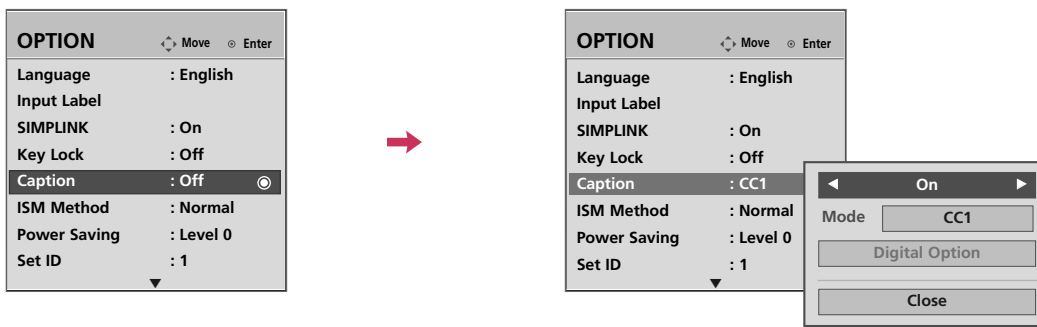 OPTION Move Enter
Language : English
Input Label
SIMPLINK : On
Key Lock : Off
Caption : Off
ISM Method : Normal
Power Saving : Level 0
Set ID : 1
OPTION Move Enter
Language : English
Input Label
SIMPLINK : On
Key Lock : Off
Caption : CC1
ISM Method : Normal
Power Saving : Level 0
Set ID : 1
On
Mode CC1
Digital Option
Close